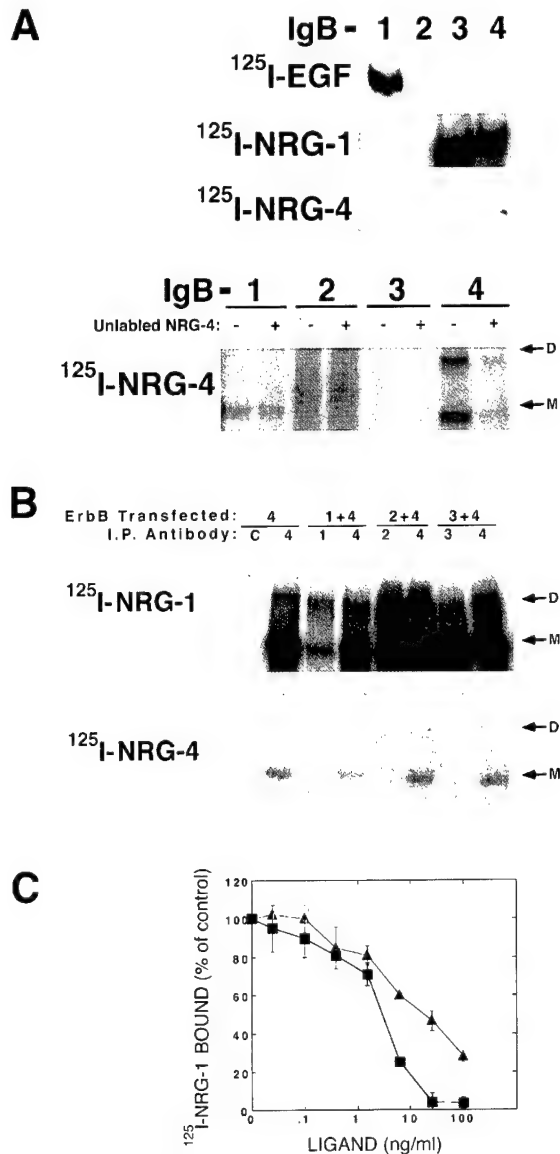 A
IgB - 1 2 3 4
125I-EGF
125I-NRG-1
125I-NRG-4
IgB - 1 2 3 4
Unlabled NRG-4: - + - + - + - +
D
125I-NRG-4
M
B
ErbB Transfected: 4 1+4 2+4 3+4
I.P. Antibody: C 4 1 4 2 4 3 4
125I-NRG-1
D
M
125I-NRG-4
D
M
C
125I-NRG-1 BOUND (% of control)
120
100
80
60
40
20
0
0 .1 1 10 100
LIGAND (ng/ml)